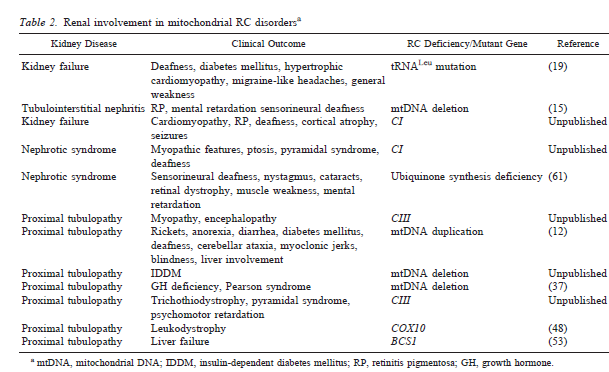 Table 2. Renal involvement in mitochondrial RC disordersᵃ
Kidney Disease Clinical Outcome RC Deficiency/Mutant Gene Reference
Kidney failure Deafness, diabetes mellitus, hypertrophic tRNAᴸᵉᵘ mutation (19)
cardiomyopathy, migraine-like headaches, general
weakness
Tubulointerstitial nephritis RP, mental retardation sensorineural deafness mtDNA deletion (15)
Kidney failure Cardiomyopathy, RP, deafness, cortical atrophy, CI Unpublished
seizures
Nephrotic syndrome Myopathic features, ptosis, pyramidal syndrome, CI Unpublished
deafness
Nephrotic syndrome Sensorineural deafness, nystagmus, cataracts, Ubiquinone synthesis deficiency (61)
retinal dystrophy, muscle weakness, mental
retardation
Proximal tubulopathy Myopathy, encephalopathy CIII Unpublished
Proximal tubulopathy Rickets, anorexia, diarrhea, diabetes mellitus, mtDNA duplication (12)
deafness, cerebellar ataxia, myoclonic jerks,
blindness, liver involvement
Proximal tubulopathy IDDM mtDNA deletion Unpublished
Proximal tubulopathy GH deficiency, Pearson syndrome mtDNA deletion (37)
Proximal tubulopathy Trichothiodystrophy, pyramidal syndrome, CIII Unpublished
psychomotor retardation
Proximal tubulopathy Leukodystrophy COX10 (48)
Proximal tubulopathy Liver failure BCS1 (53)
ᵃ mtDNA, mitochondrial DNA; IDDM, insulin-dependent diabetes mellitus; RP, retinitis pigmentosa; GH, growth hormone.